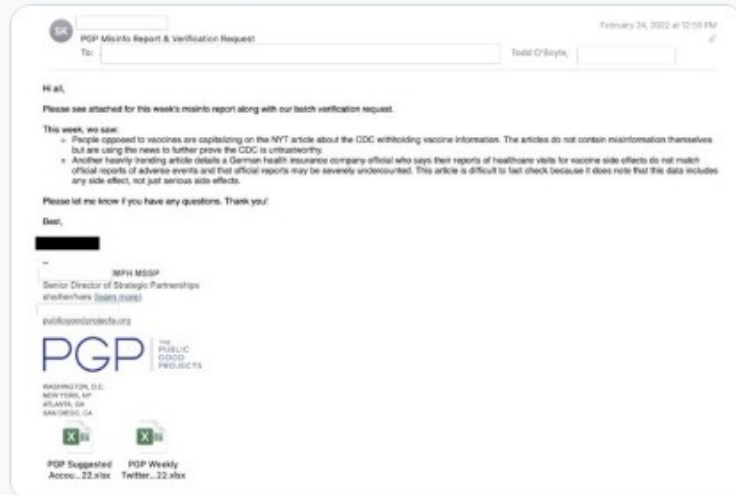 SK
February 24, 2022 at 12:58 PM
PGP Misinfo Report & Verification Request
To:
Todd O'Boyle,
Hi all,
Please see attached for this week's misinfo report along with our batch verification request.
This week, we saw:
People opposed to vaccines are capitalizing on the NYT article about the CDC withholding vaccine information. The articles do not contain misinformation themselves
but are using the news to further prove the CDC is untrustworthy.
Another heavily trending article details a German health insurance company official who says their reports of healthcare visits for vaccine side effects do not match
official reports of adverse events and that official reports may be severely undercounted. This article is difficult to fact check because it does note that this data includes
any side effect, not just serious side effects.
Please let me know if you have any questions. Thank you!
Best,
--
MPH MSSP
Senior Director of Strategic Partnerships
she/her/hers (learn more)
publicgoodprojects.org
PGP THE
PUBLIC
GOOD
PROJECTS
WASHINGTON, D.C.
NEW YORK, NY
ATLANTA, GA
SAN DIEGO, CA
PGP Suggested
Accou...22.xlsx
PGP Weekly
Twitter...22.xlsx